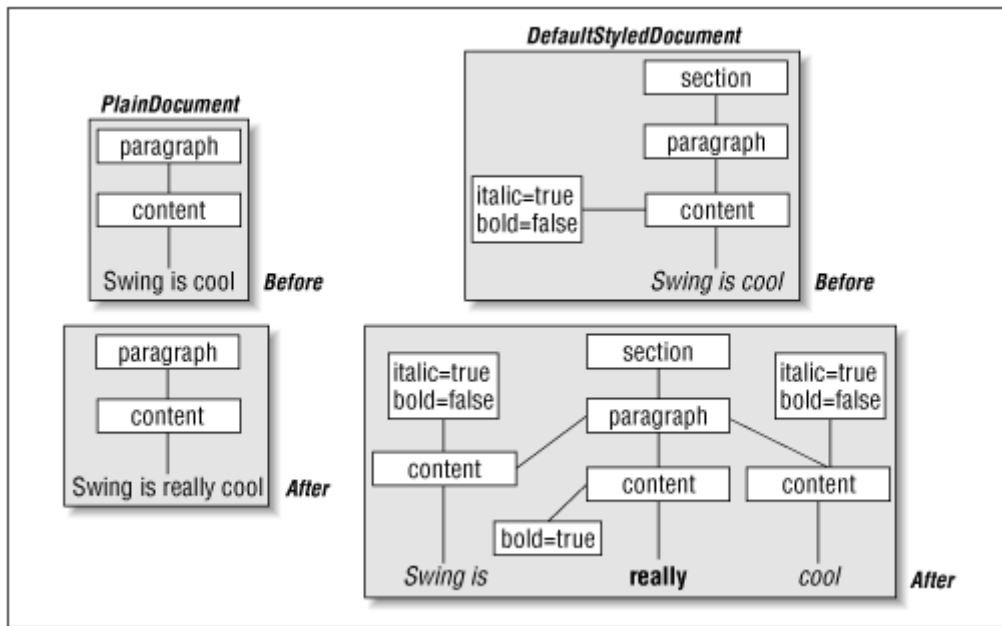 PlainDocument
paragraph
content
Swing is cool
Before
DefaultStyledDocument
section
paragraph
italic=true
bold=false
content
Swing is cool
Before
paragraph
content
Swing is really cool
After
section
italic=true
bold=false
italic=true
bold=false
paragraph
content
content
content
bold=true
Swing is
really
cool
After